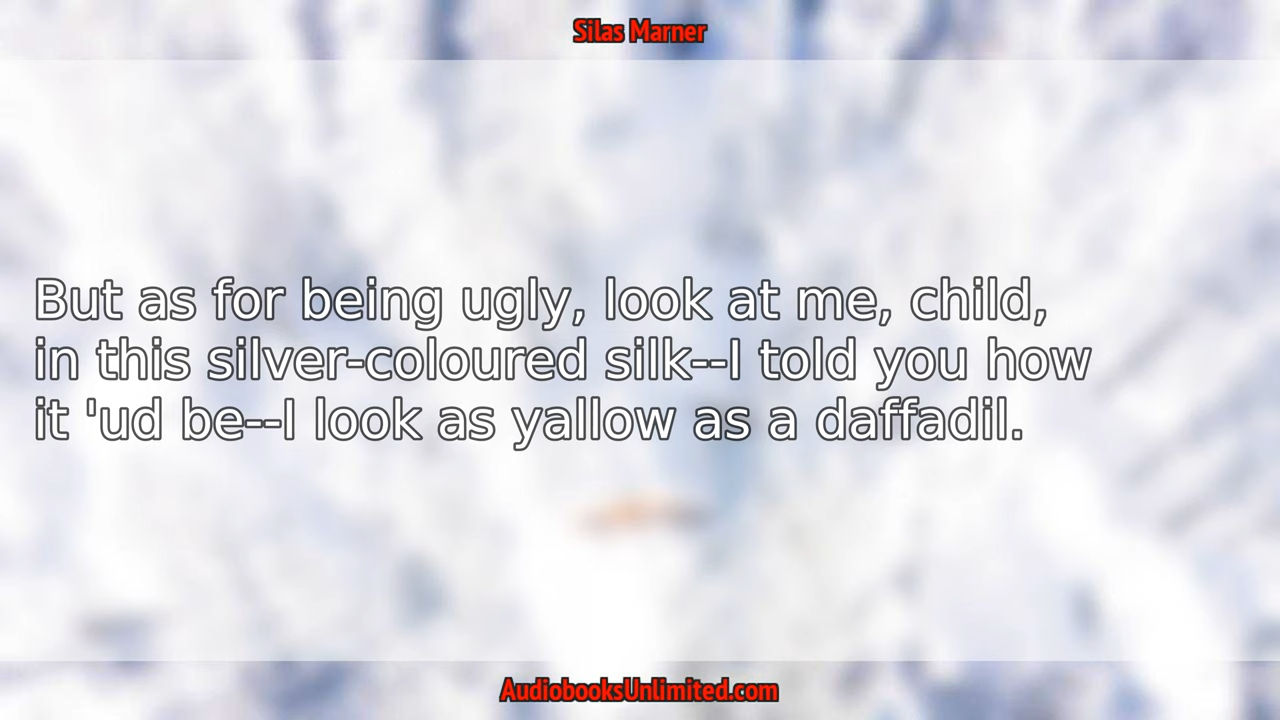 Silas Marner
But as for being ugly, look at me, child,
in this silver-coloured silk--I told you how
it 'ud be--I look as yallow as a daffadil.
AudiobooksUnlimited.com